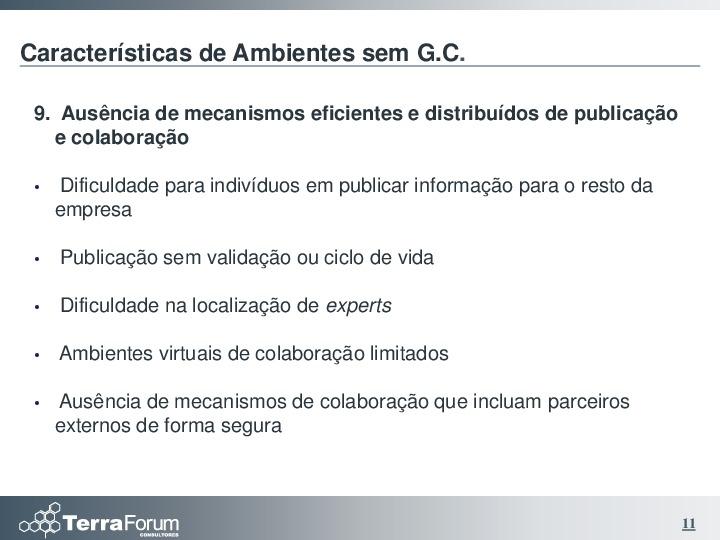 Características de Ambientes sem G.C.
9. Ausência de mecanismos eficientes e distribuídos de publicação
e colaboração
• Dificuldade para indivíduos em publicar informação para o resto da
empresa
• Publicação sem validação ou ciclo de vida
• Dificuldade na localização de experts
• Ambientes virtuais de colaboração limitados
• Ausência de mecanismos de colaboração que incluam parceiros
externos de forma segura
TerraForum
CONSULTORES
11